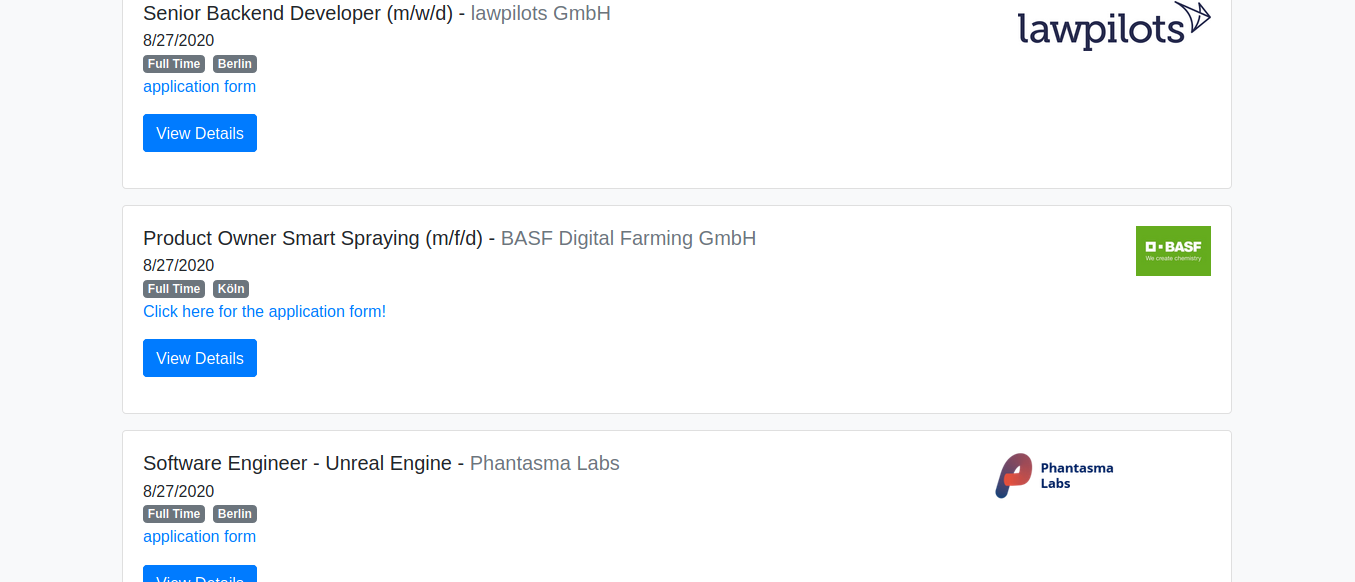 Senior Backend Developer (m/w/d) - lawpilots GmbH
lawpilots
8/27/2020
Full Time Berlin
application form
View Details
Product Owner Smart Spraying (m/f/d) - BASF Digital Farming GmbH
BASF
We create chemistry
8/27/2020
Full Time Köln
Click here for the application form!
View Details
Software Engineer - Unreal Engine - Phantasma Labs
Phantasma
Labs
8/27/2020
Full Time Berlin
application form
View Details